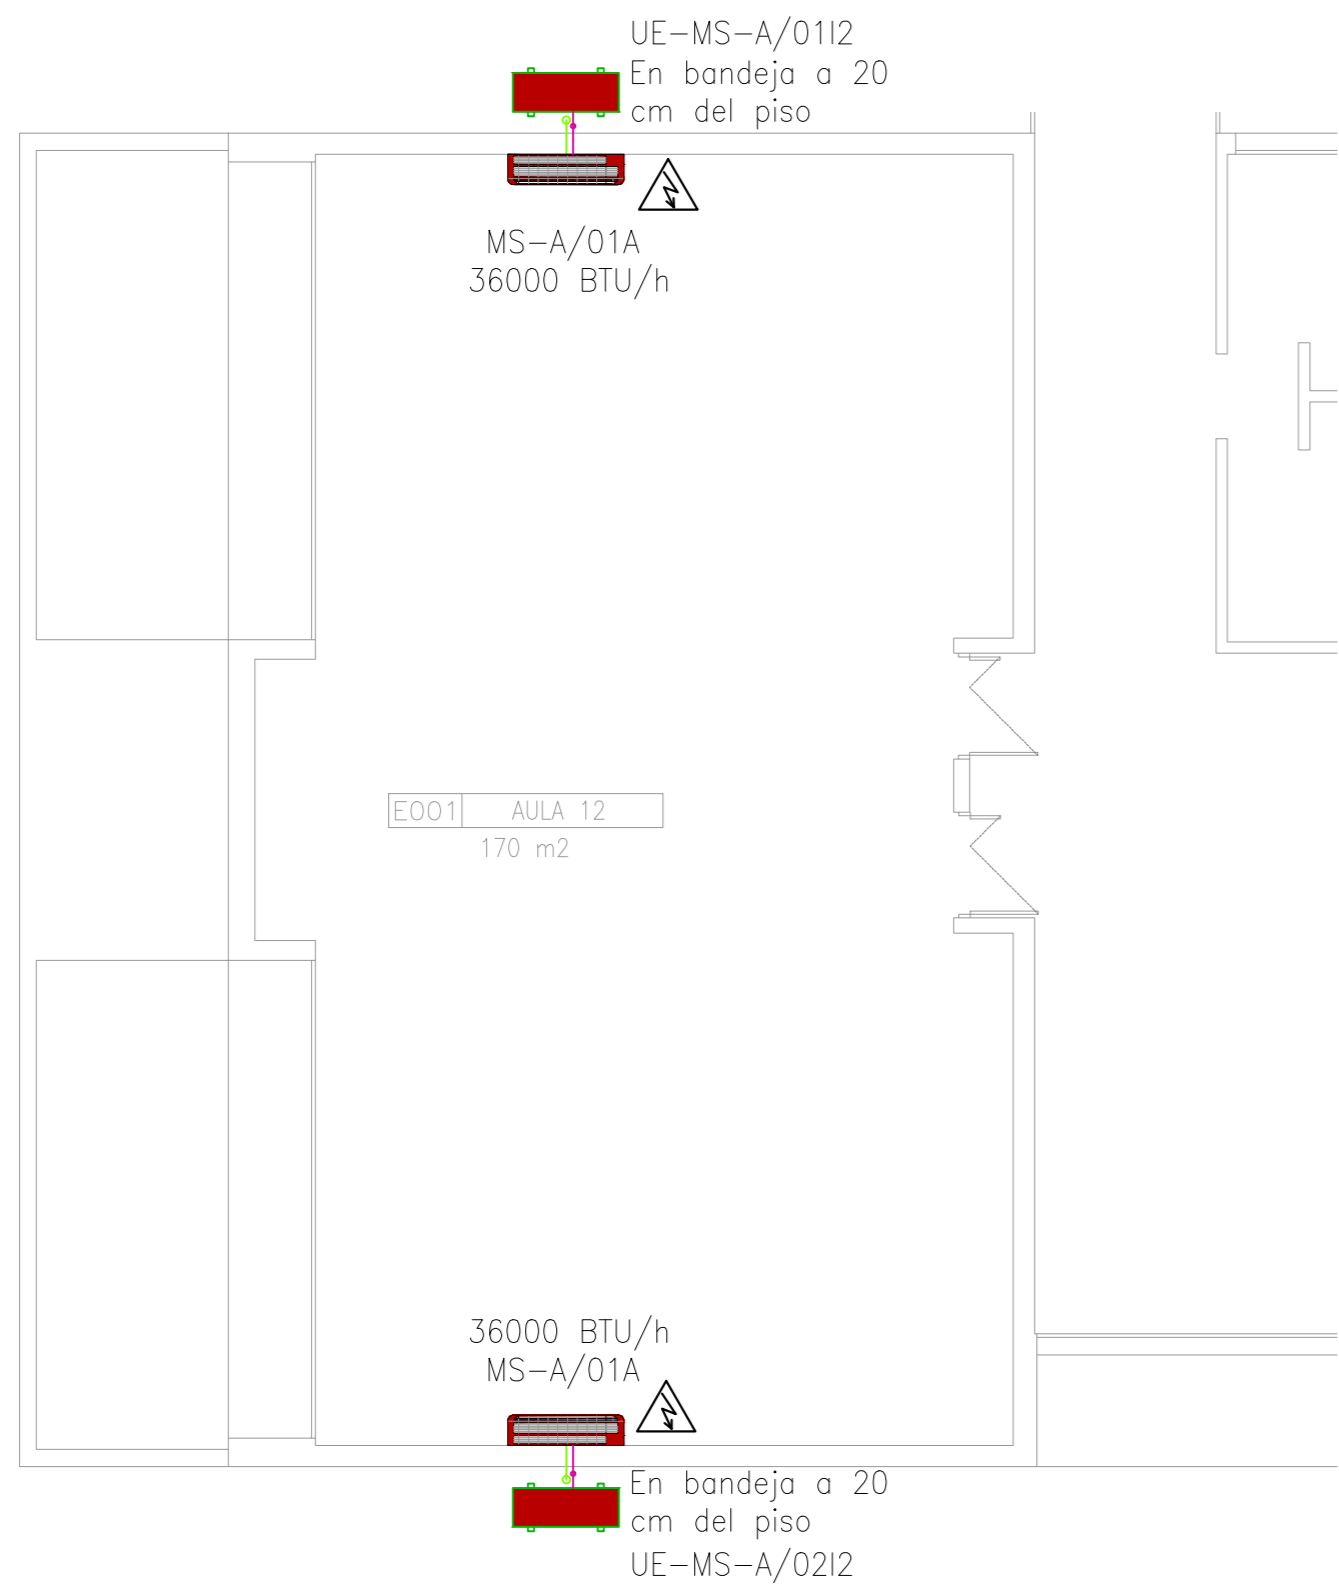 UE-MS-A/01I2
En bandeja a 20
cm del piso
MS-A/01A
36000 BTU/h
E001 AULA 12
170 m2
36000 BTU/h
MS-A/01A
En bandeja a 20
cm del piso
UE-MS-A/02I2